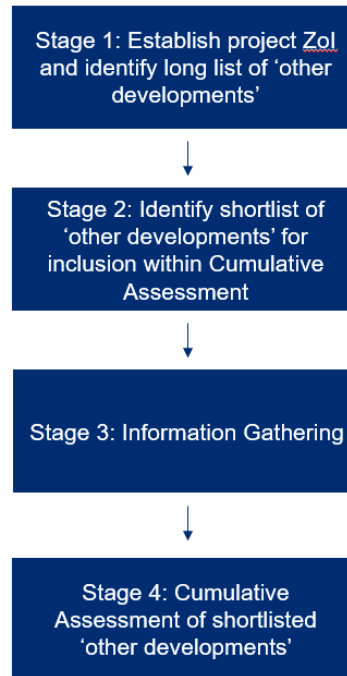 Stage 1: Establish project ZoI
and identify long list of ‘other
developments’
Stage 2: Identify shortlist of
‘other developments’ for
inclusion within Cumulative
Assessment
Stage 3: Information Gathering
Stage 4: Cumulative
Assessment of shortlisted
‘other developments’